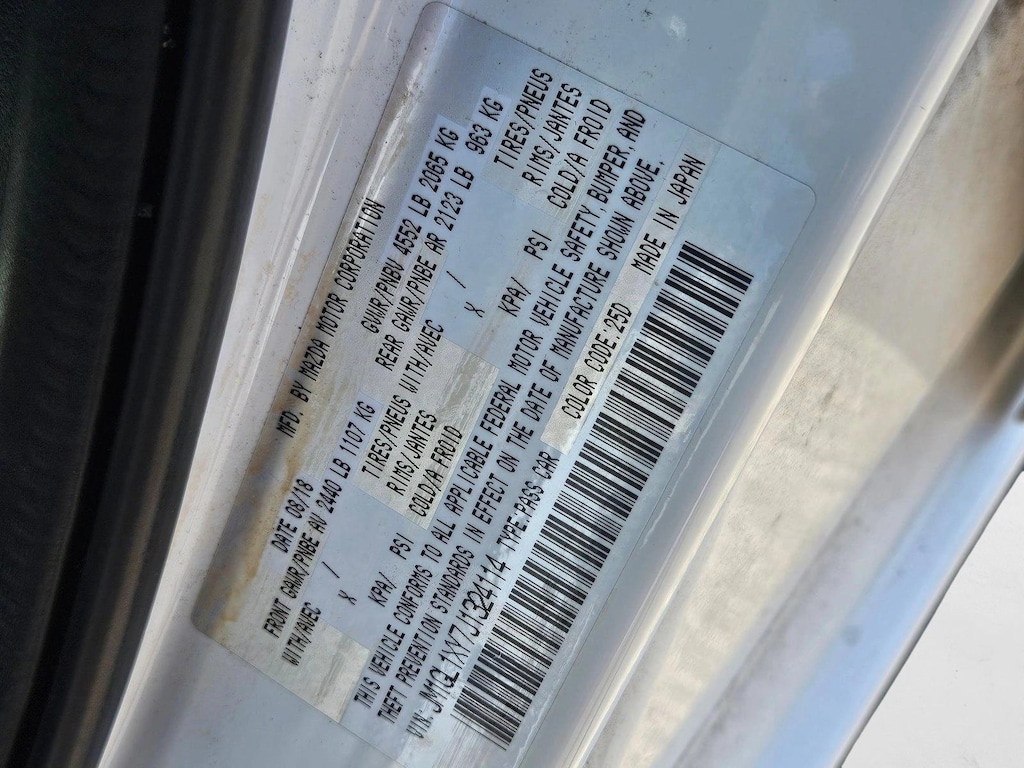 MFD. BY MAZDA MOTOR CORPORATION
DATE 08/18 GVWR/PNBV 4552 LB 2065 KG
FRONT GAWR/PNBE AV 2440 LB 1107 KG REAR GAWR/PNBE AR 2123 LB 963 KG
WITH/AVEC TIRES/PNEUS WITH/AVEC TIRES/PNEUS
X / RIMS/JANTES X / RIMS/JANTES
KPA/ PSI COLD/A FROID KPA/ PSI COLD/A FROID
THIS VEHICLE CONFORMS TO ALL APPLICABLE FEDERAL MOTOR VEHICLE SAFETY, BUMPER, AND
THEFT PREVENTION STANDARDS IN EFFECT ON THE DATE OF MANUFACTURE SHOWN ABOVE.
VIN: JM1GL1X7J1324114 TYPE:PASS CAR COLOR CODE 25D MADE IN JAPAN